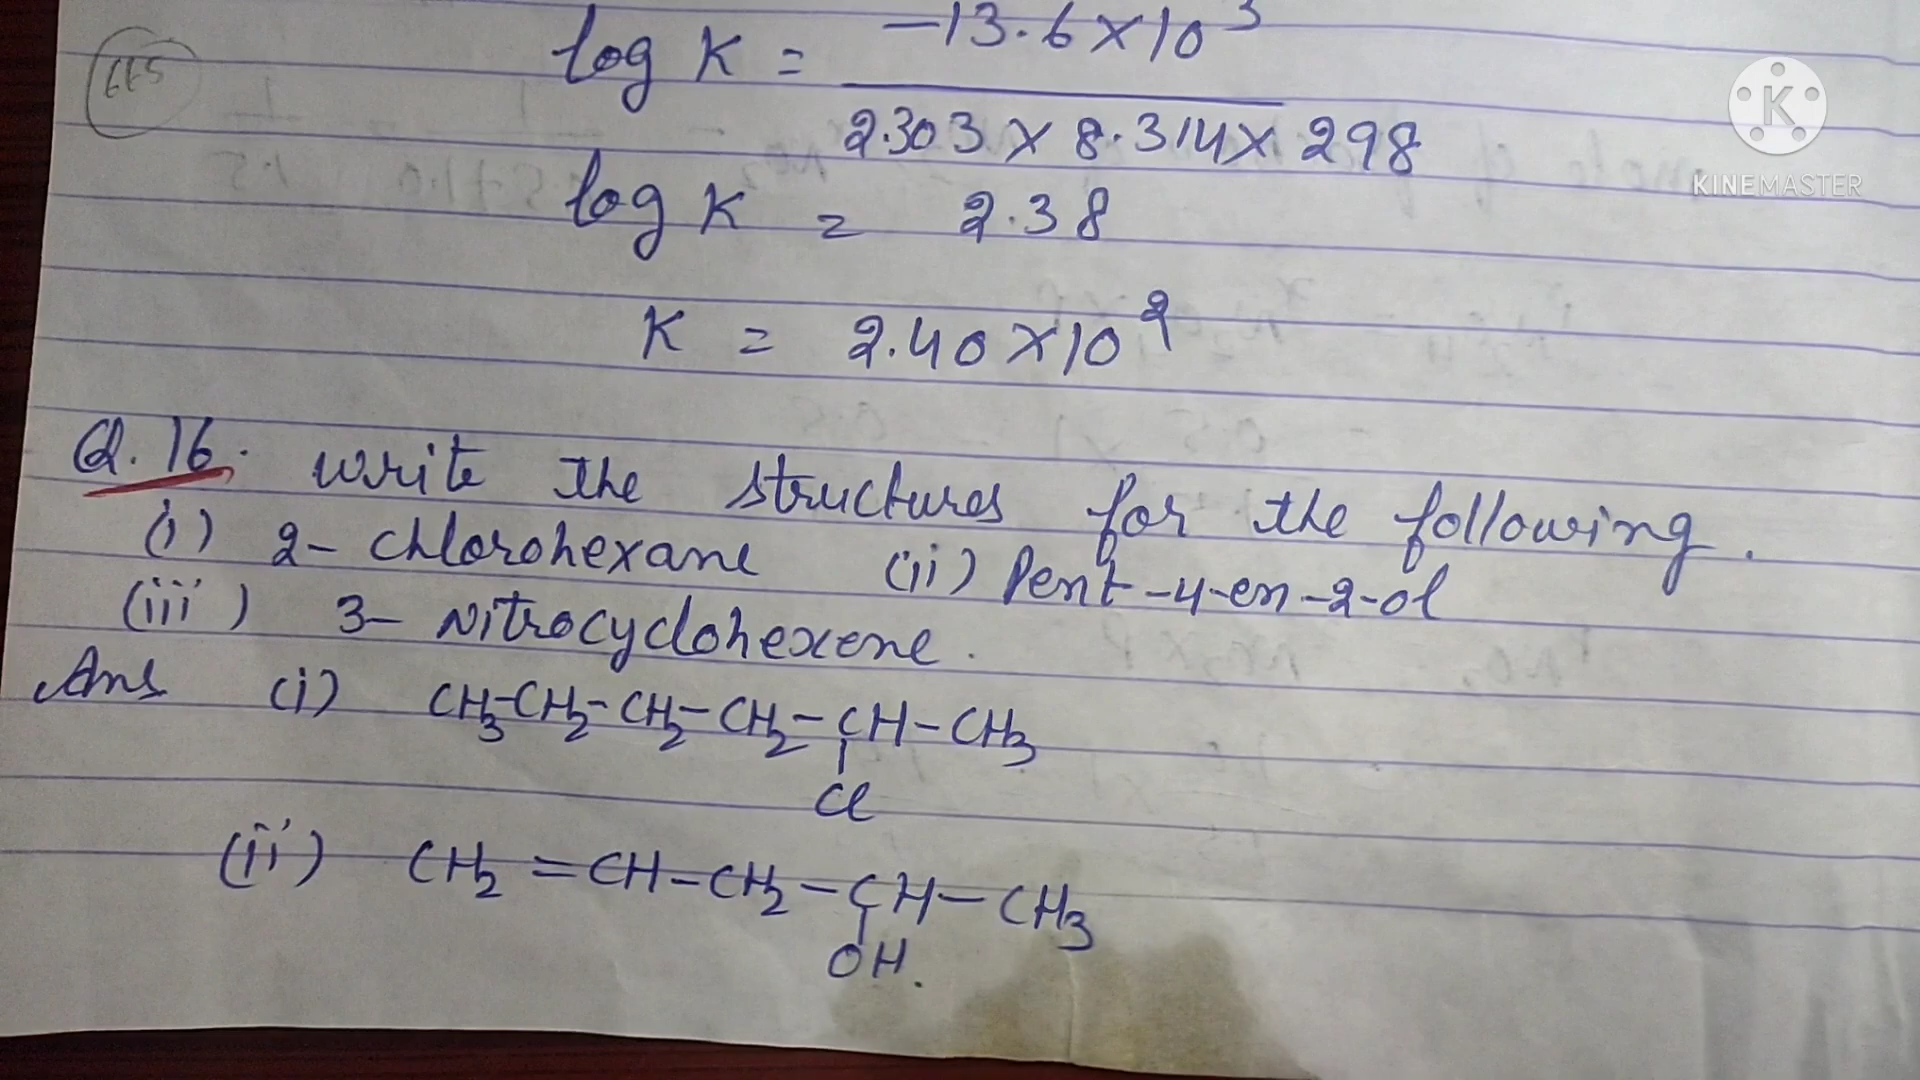 log K = -13.6 × 10³
2.303 × 8.314 × 298
log K = 2.38
K = 2.40 × 10²
Q.16. Write the structures for the following.
(i) 2-chlorohexane (ii) Pent-4-en-2-ol
(iii) 3-Nitrocyclohexene.
Ans (i) CH₃-CH₂-CH₂-CH₂-CH-CH₃
Cl
(ii) CH₂=CH-CH₂-CH-CH₃
OH.
K
KINEMASTER